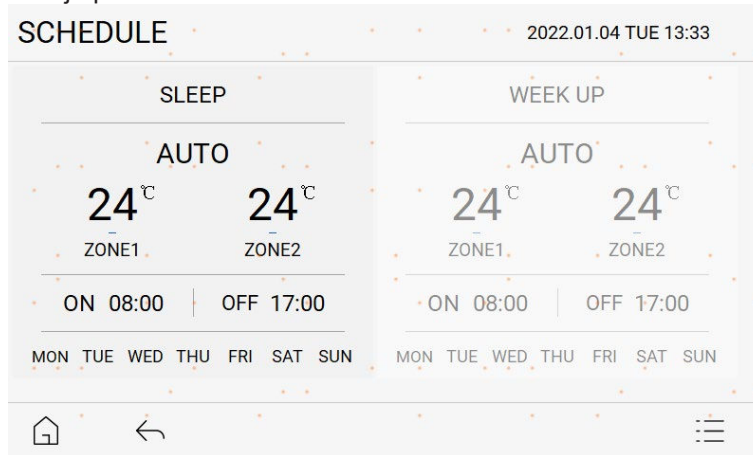 SCHEDULE 2022.01.04 TUE 13:33
SLEEP
AUTO
24℃ 24℃
ZONE1 ZONE2
ON 08:00 OFF 17:00
MON TUE WED THU FRI SAT SUN
WEEK UP
AUTO
24℃ 24℃
ZONE1 ZONE2
ON 08:00 OFF 17:00
MON TUE WED THU FRI SAT SUN